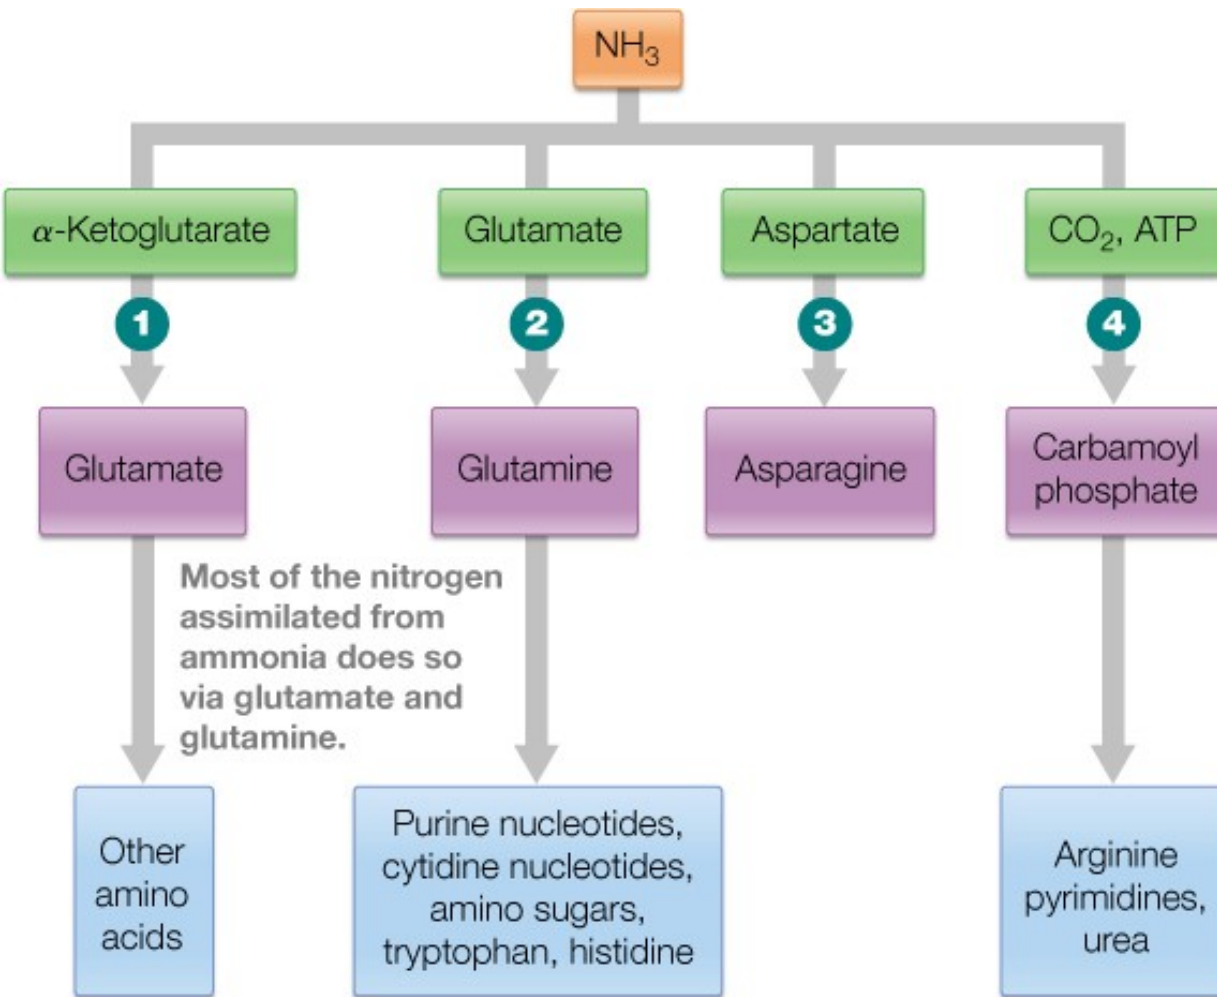 NH₃
α-Ketoglutarate
Glutamate
Aspartate
CO₂, ATP
1
2
3
4
Glutamate
Glutamine
Asparagine
Carbamoyl
phosphate
Most of the nitrogen
assimilated from
ammonia does so
via glutamate and
glutamine.
Other
amino
acids
Purine nucleotides,
cytidine nucleotides,
amino sugars,
tryptophan, histidine
Arginine
pyrimidines,
urea